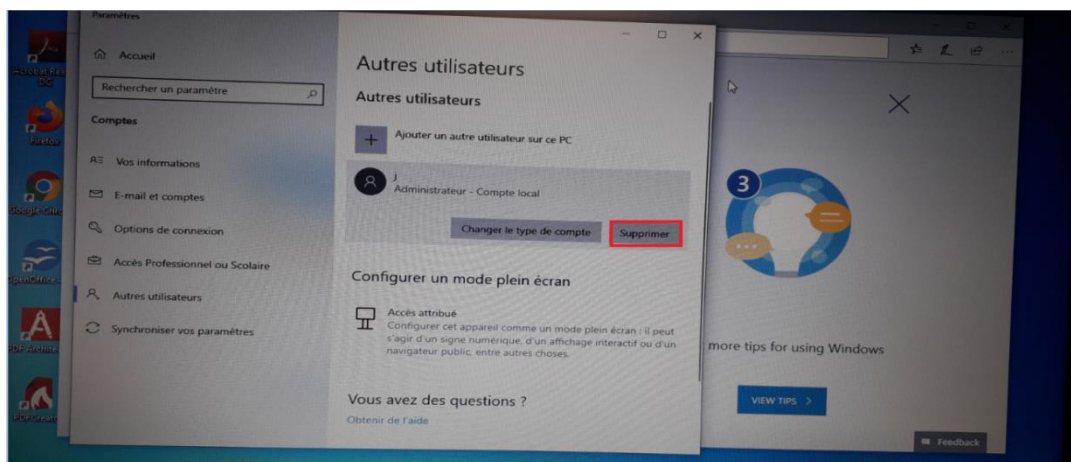 Paramètres
Accueil
Rechercher un paramètre
Comptes
Vos informations
E-mail et comptes
Options de connexion
Accès Professionnel ou Scolaire
Autres utilisateurs
Synchroniser vos paramètres
Autres utilisateurs
Autres utilisateurs
Ajouter un autre utilisateur sur ce PC
j
Administrateur - Compte local
Changer le type de compte
Supprimer
Configurer un mode plein écran
Accès attribué
Configurer cet appareil comme un mode plein écran : il peut
s'agir d'un signe numérique, d'un affichage interactif ou d'un
navigateur public, entre autres choses.
Vous avez des questions ?
Obtenir de l'aide
3
more tips for using Windows
VIEW TIPS
Feedback
Firefox